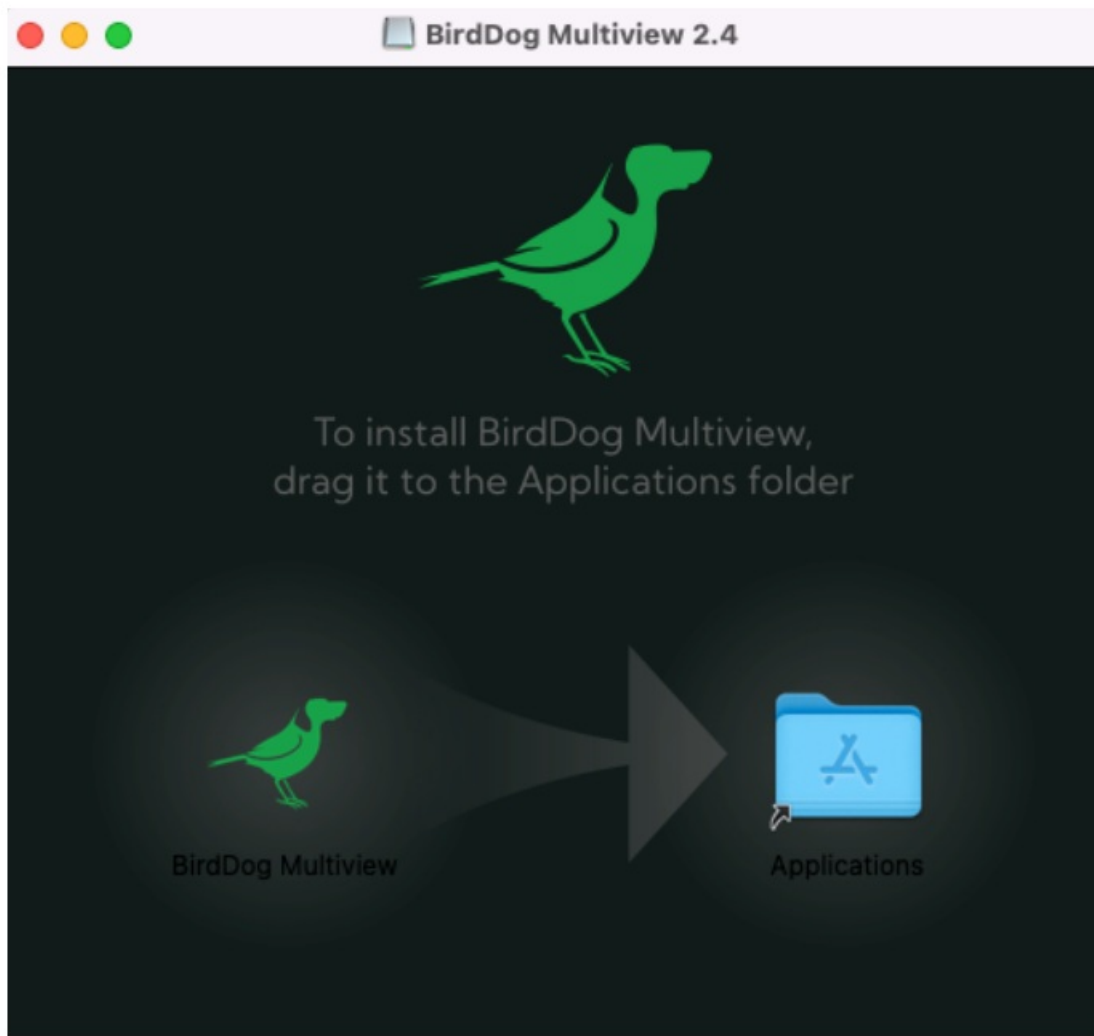 BirdDog Multiview 2.4
To install BirdDog Multiview,
drag it to the Applications folder
BirdDog Multiview
Applications